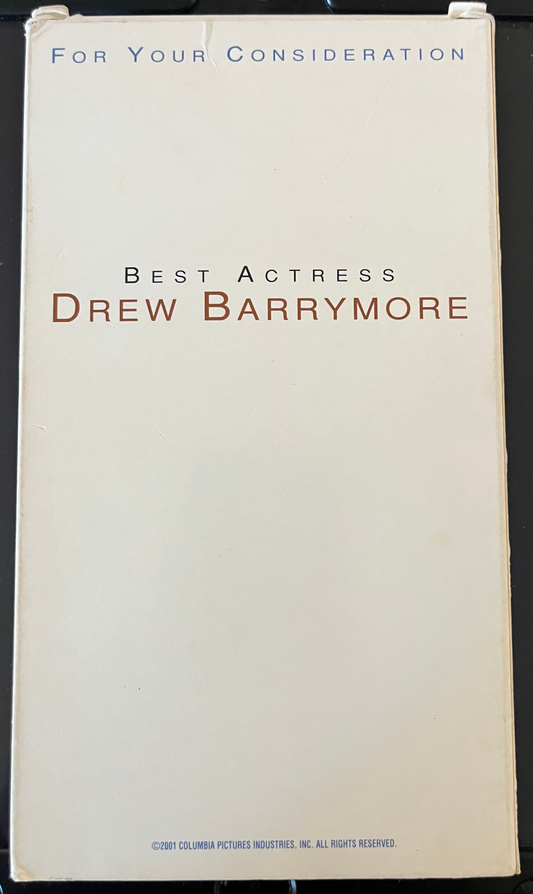 For Your Consideration
Best Actress
Drew Barrymore
©2001 COLUMBIA PICTURES INDUSTRIES, INC. ALL RIGHTS RESERVED.